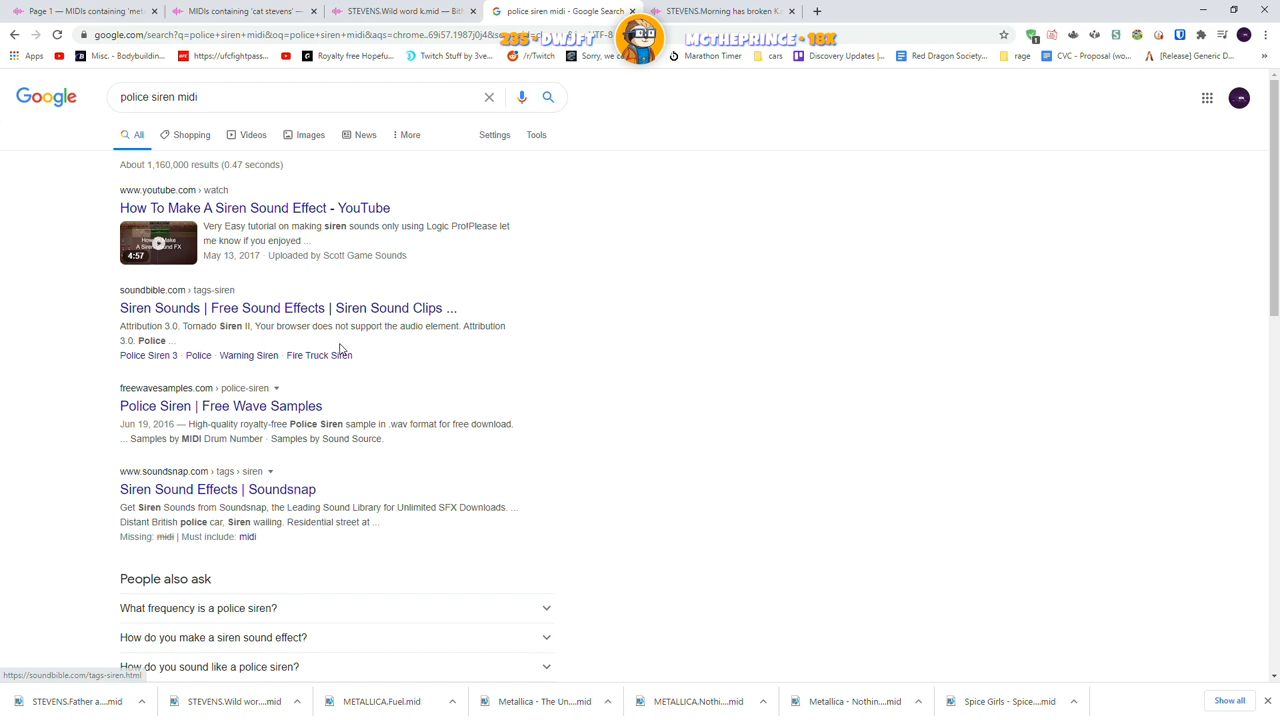 Page 1 — MIDIs containing 'met
MIDIs containing 'cat stevens' —
STEVENS.Wild word k.mid — Bit
police siren midi - Google Search
STEVENS.Morning has broken K
google.com/search?q=police+siren+midi&oq=police+siren+midi&aqs=chrome..69i57.1987j0j4&
235 - DWJFT
MCTHEPRINCE - 18X
Apps
Misc. - Bodybuildin...
https://ufcfightpass...
Royalty free Hopefu...
Twitch Stuff by 3ve...
/r/Twitch
Sorry, we co
Marathon Timer
cars
Discovery Updates |...
Red Dragon Society...
rage
CVC - Proposal (wo...
[Release] Generic D...
Google
police siren midi
All
Shopping
Videos
Images
News
More
Settings
Tools
About 1,160,000 results (0.47 seconds)
www.youtube.com › watch
How To Make A Siren Sound Effect - YouTube
Very Easy tutorial on making siren sounds only using Logic Pro!Please let
me know if you enjoyed ...
4:57
May 13, 2017 · Uploaded by Scott Game Sounds
soundbible.com › tags-siren
Siren Sounds | Free Sound Effects | Siren Sound Clips ...
Attribution 3.0. Tornado Siren II, Your browser does not support the audio element. Attribution
3.0. Police ...
Police Siren 3 · Police · Warning Siren · Fire Truck Siren
freewavesamples.com › police-siren
Police Siren | Free Wave Samples
Jun 19, 2016 — High-quality royalty-free Police Siren sample in .wav format for free download.
... Samples by MIDI Drum Number · Samples by Sound Source.
www.soundsnap.com › tags › siren
Siren Sound Effects | Soundsnap
Get Siren Sounds from Soundsnap, the Leading Sound Library for Unlimited SFX Downloads. ...
Distant British police car, Siren wailing. Residential street at ...
Missing: midi | Must include: midi
People also ask
What frequency is a police siren?
How do you make a siren sound effect?
How do you sound like a police siren?
https://soundbible.com/tags-siren.html
STEVENS.Father a....mid
STEVENS.Wild wor....mid
METALLICA.Fuel.mid
Metallica - The Un....mid
METALLICA.Nothi....mid
Metallica - Nothin....mid
Spice Girls - Spice....mid
Show all